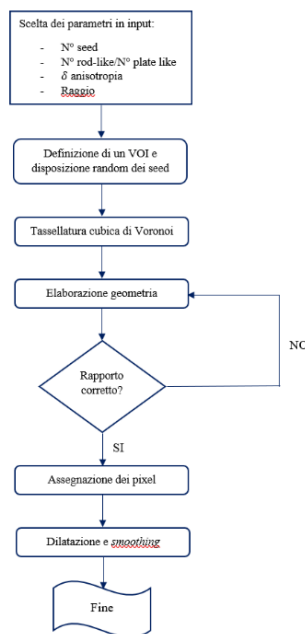 Scelta dei parametri in input:
- N° seed
- N° rod-like/N° plate like
- δ anisotropia
- Raggio
Definizione di un VOI e
disposizione random dei seed
Tassellatura cubica di Voronoi
Elaborazione geometria
Rapporto
corretto?
NO
SI
Assegnazione dei pixel
Dilatazione e smoothing
Fine